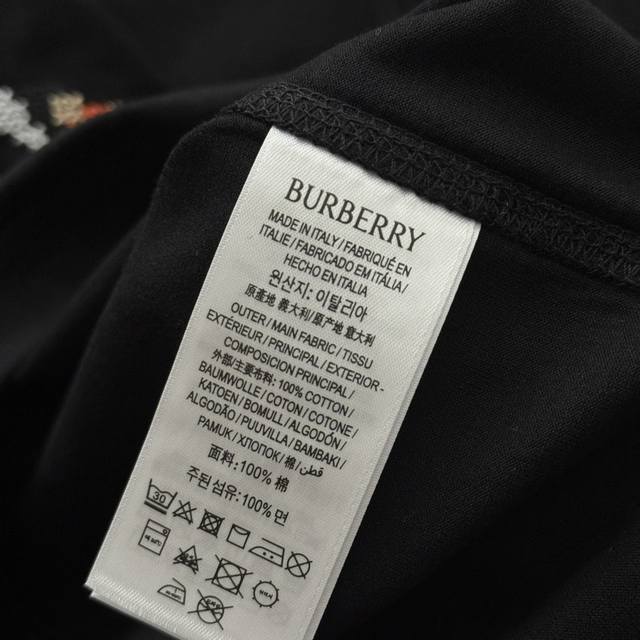 BURBERRY
MADE IN ITALY / FABRIQUÉ EN
ITALIE / FABRICADO EM ITÁLIA /
HECHO EN ITALIA
원산지: 이탈리아
原產地 義大利 / 原产地 意大利
OUTER / MAIN FABRIC / TISSU
EXTÉRIEUR / PRINCIPAL / EXTERIOR -
COMPOSICION PRINCIPAL /
外部/主要布料: 100% COTTON /
BAUMWOLLE / COTON / COTONE /
KATOEN / BOMULL / ALGODÓN /
ALGODÃO / PUUVILLA / BAMBAKI /
PAMUK / ХЛОПОК / 棉 / قطن
面料: 100% 棉
주된 섬유: 100% 면
30